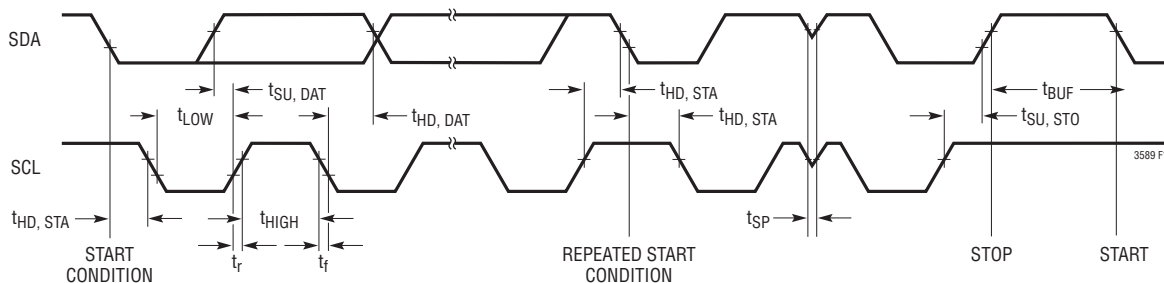 SDA
tSU, DAT
tHD, STA
tBUF
tLOW
tHD, DAT
tHD, STA
tSU, STO
SCL
3589 F
tHD, STA
tHIGH
tSP
START
CONDITION
tr
tf
REPEATED START
CONDITION
STOP
START